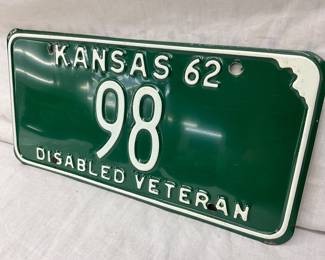 KANSAS 62
98
DISABLED VETERAN